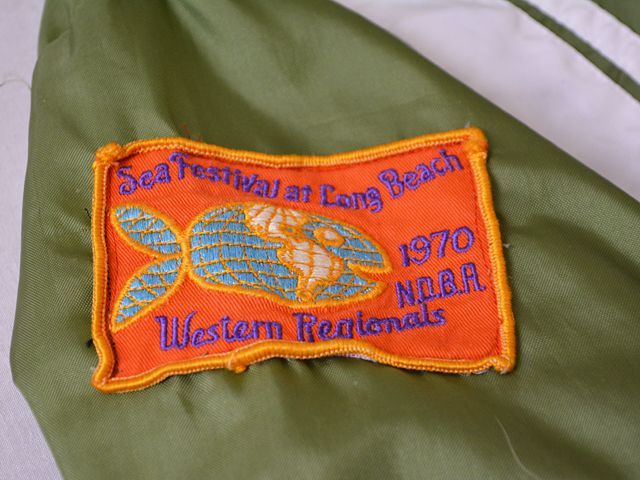 Sea Festival at Long Beach
1970
N.D.B.A.
Western Regionals